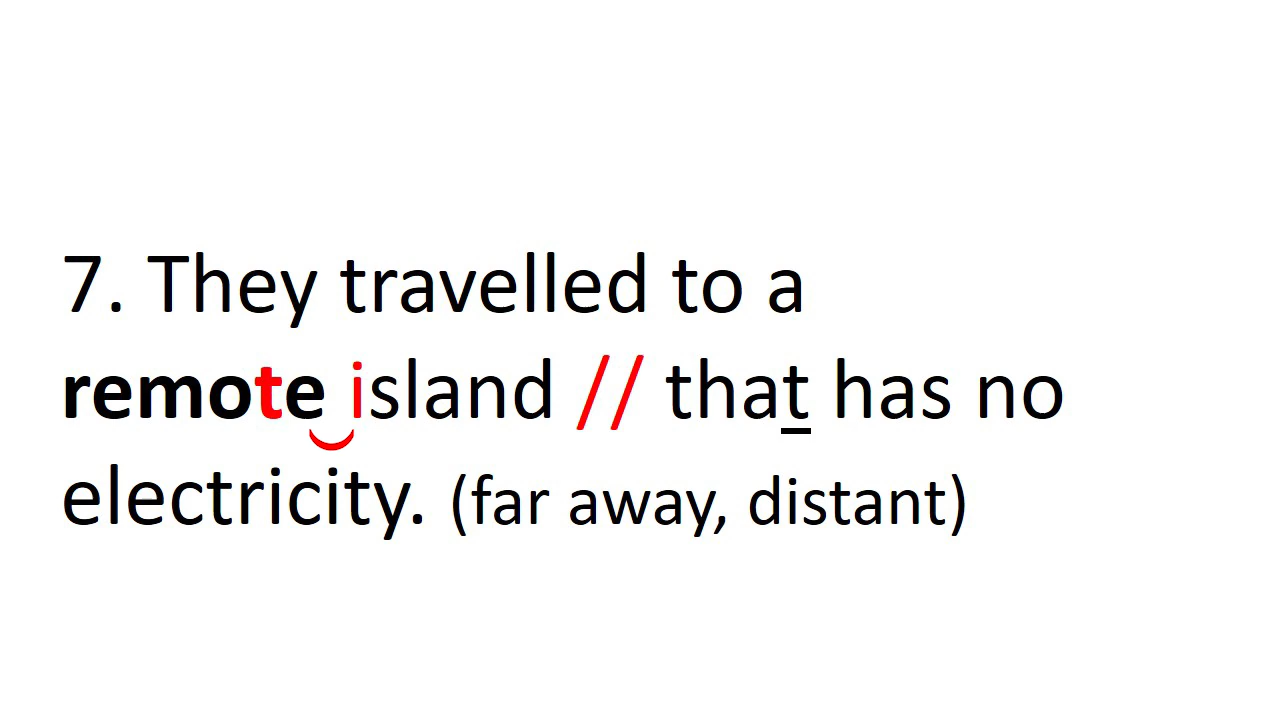 7. They travelled to a
remote island // that has no
electricity. (far away, distant)